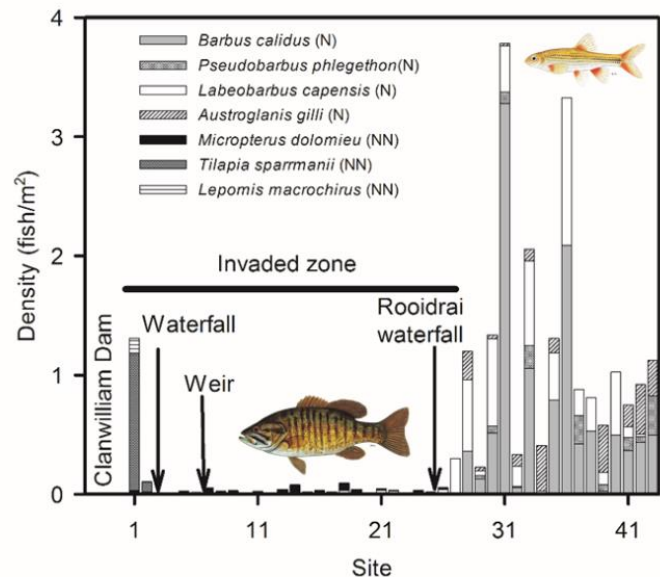 4
3
2
1
0
Density (fish/m²)
Barbus calidus (N)
Pseudobarbus phlegethon(N)
Labeobarbus capensis (N)
Austroglanis gilli (N)
Micropterus dolomieu (NN)
Tilapia sparrmanii (NN)
Lepomis macrochirus (NN)
Invaded zone
Clanwilliam Dam
Waterfall
Weir
Rooidrai
waterfall
1
11
21
31
41
Site